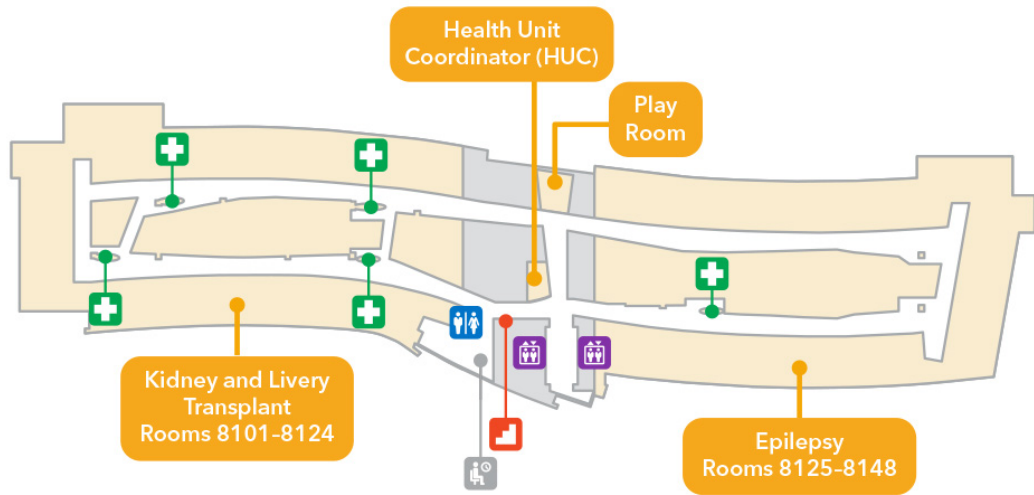 Health Unit
Coordinator (HUC)
Play
Room
Kidney and Livery
Transplant
Rooms 8101–8124
Epilepsy
Rooms 8125–8148